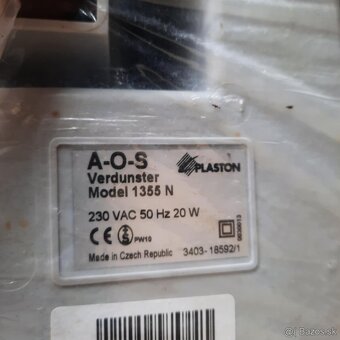 A-O-S
PLASTON
Verdunster
Model 1355 N
230 VAC 50 Hz 20 W
CE S PW10
Made in Czech Republic 3403-18592/1
Bazos.sk